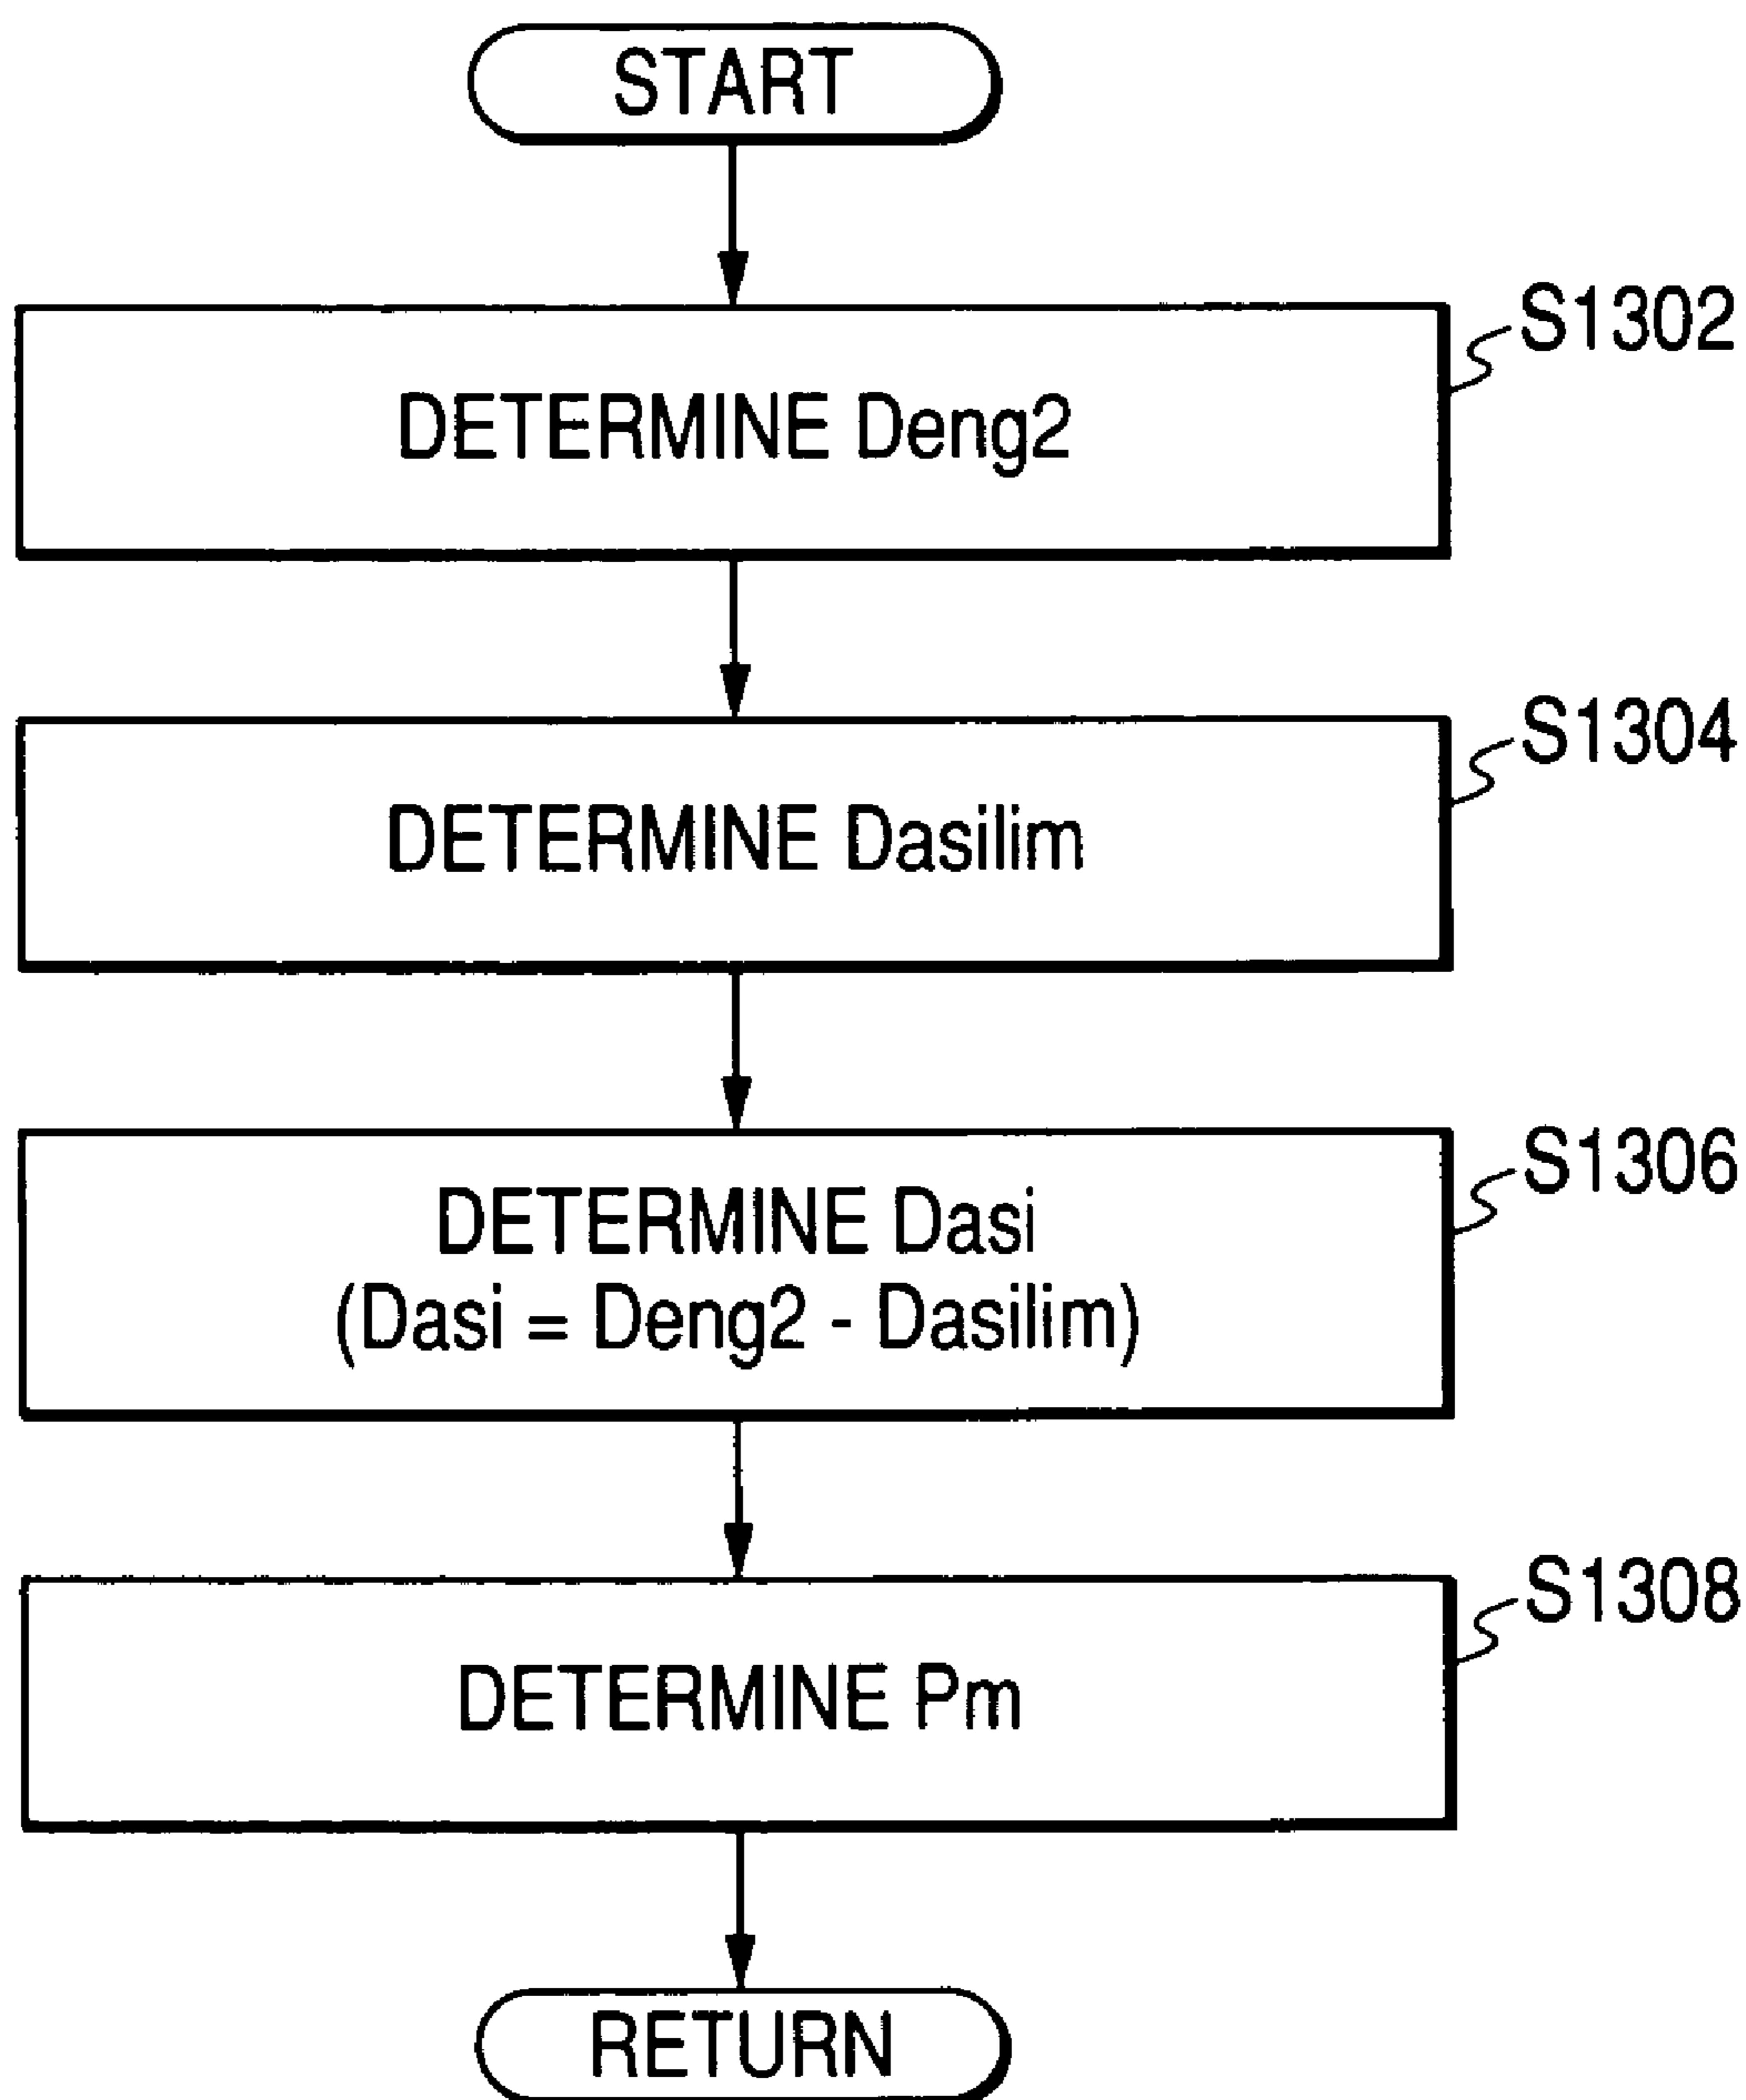 START
S1302
DETERMINE Deng2
S1304
DETERMINE Dasilim
S1306
DETERMINE Dasi
(Dasi = Deng2 - Dasilim)
S1308
DETERMINE Pm
RETURN